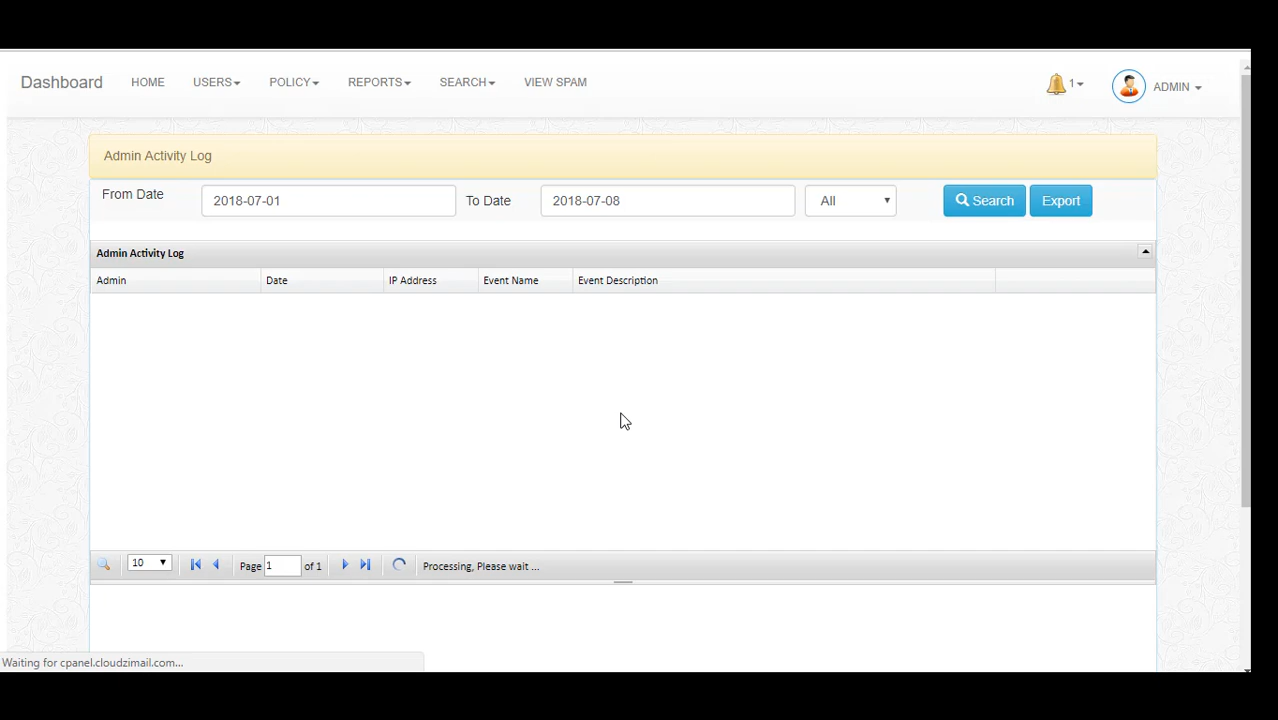 Dashboard HOME USERS POLICY REPORTS SEARCH VIEW SPAM 1 ADMIN
Admin Activity Log
From Date 2018-07-01 To Date 2018-07-08 All Search Export
Admin Activity Log
Admin Date IP Address Event Name Event Description
10 Page 1 of 1 Processing, Please wait ...
Waiting for cpanel.cloudzimail.com...